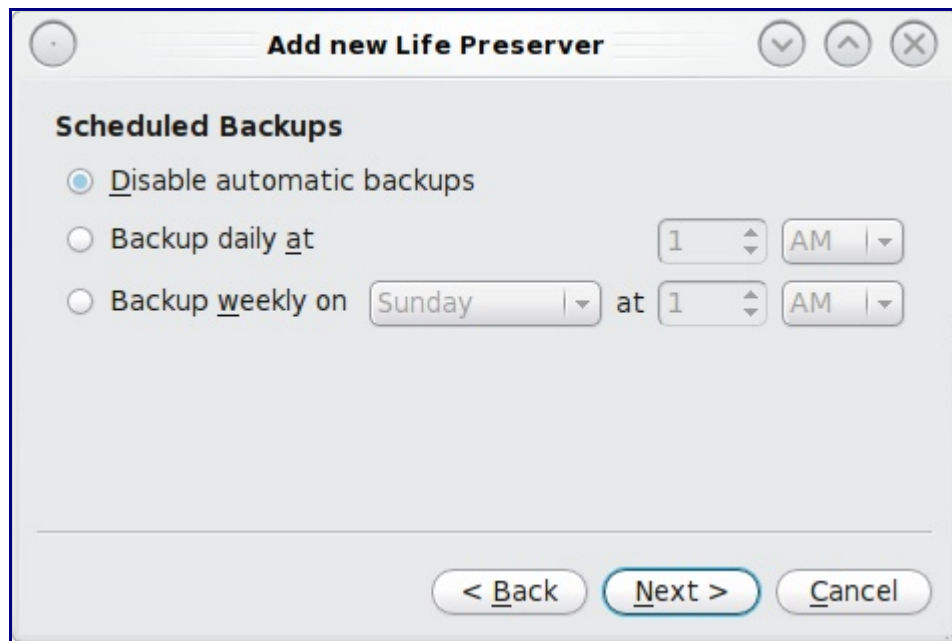 Add new Life Preserver
Scheduled Backups
Disable automatic backups
Backup daily at 1 AM
Backup weekly on Sunday at 1 AM
< Back Next > Cancel